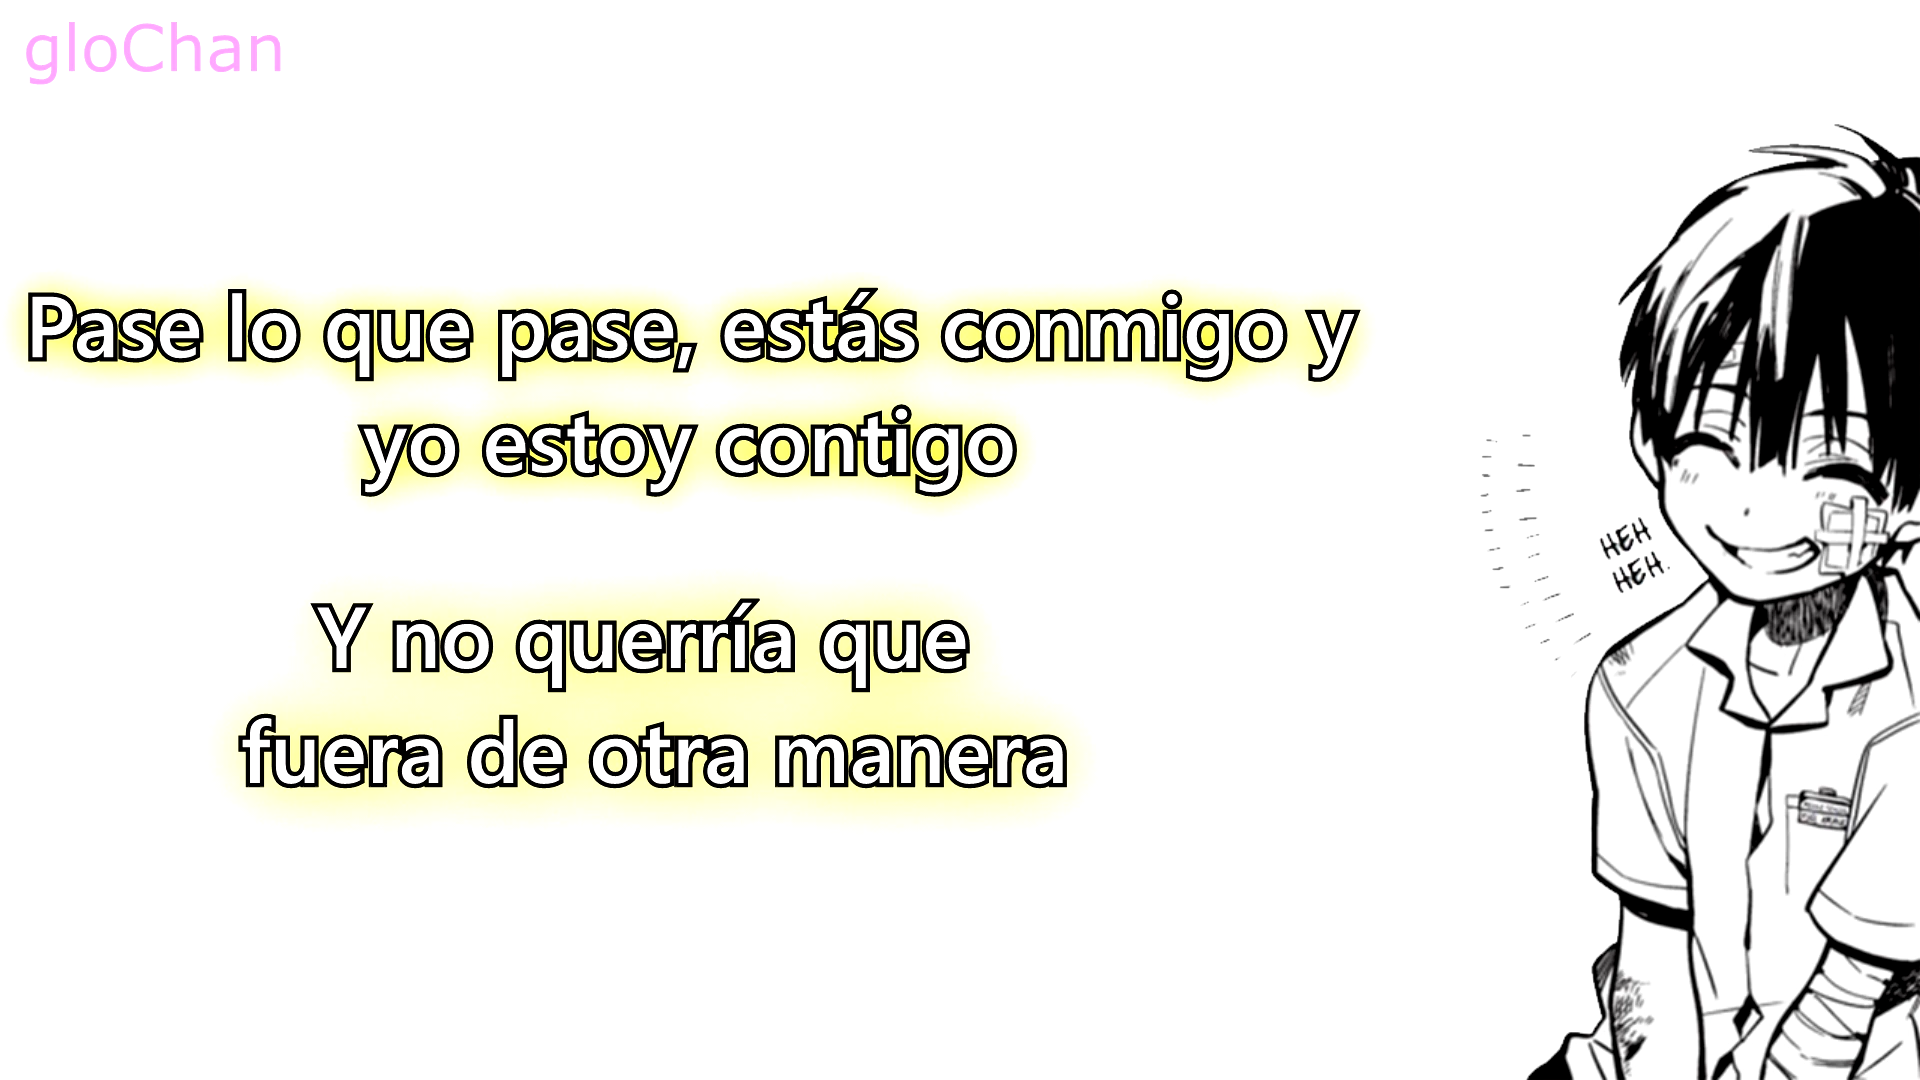 gloChan
Pase lo que pase, estás conmigo y
yo estoy contigo
Y no querría que
fuera de otra manera
HEH
HEH.